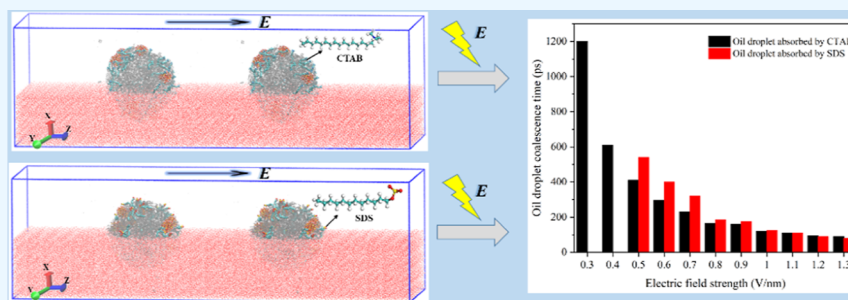 E
CTAB
X
Y
Z
E
E
SDS
X
Y
Z
E
Oil droplet coalescence time (ps)
1200
1000
800
600
400
200
0
Oil droplet absorbed by CTA
Oil droplet absorbed by SDS
0.3 0.4 0.5 0.6 0.7 0.8 0.9 1 1.1 1.2 1.3
Electric field strength (V/nm)